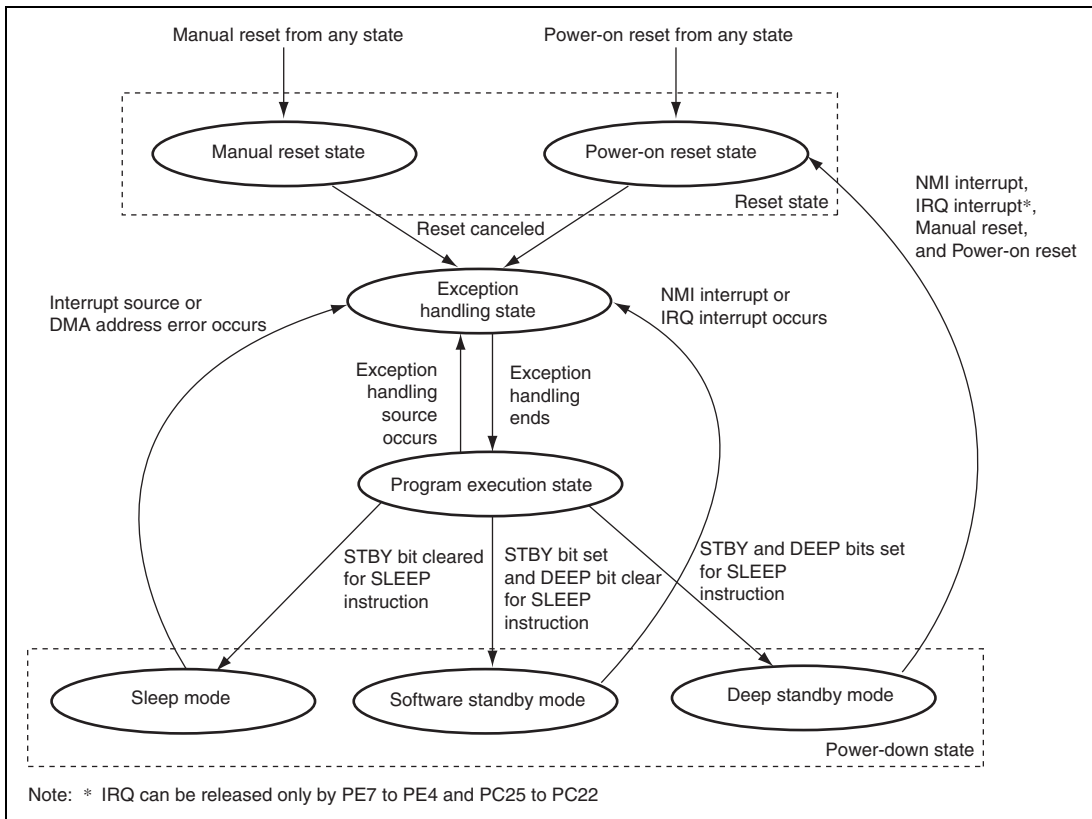 Manual reset from any state
Power-on reset from any state
Manual reset state
Power-on reset state
Reset state
NMI interrupt,
IRQ interrupt*,
Manual reset,
and Power-on reset
Reset canceled
Exception
handling state
Interrupt source or
DMA address error occurs
NMI interrupt or
IRQ interrupt occurs
Exception
handling
source
occurs
Exception
handling
ends
Program execution state
STBY bit cleared
for SLEEP
instruction
STBY bit set
and DEEP bit clear
for SLEEP
instruction
STBY and DEEP bits set
for SLEEP
instruction
Sleep mode
Software standby mode
Deep standby mode
Power-down state
Note: * IRQ can be released only by PE7 to PE4 and PC25 to PC22